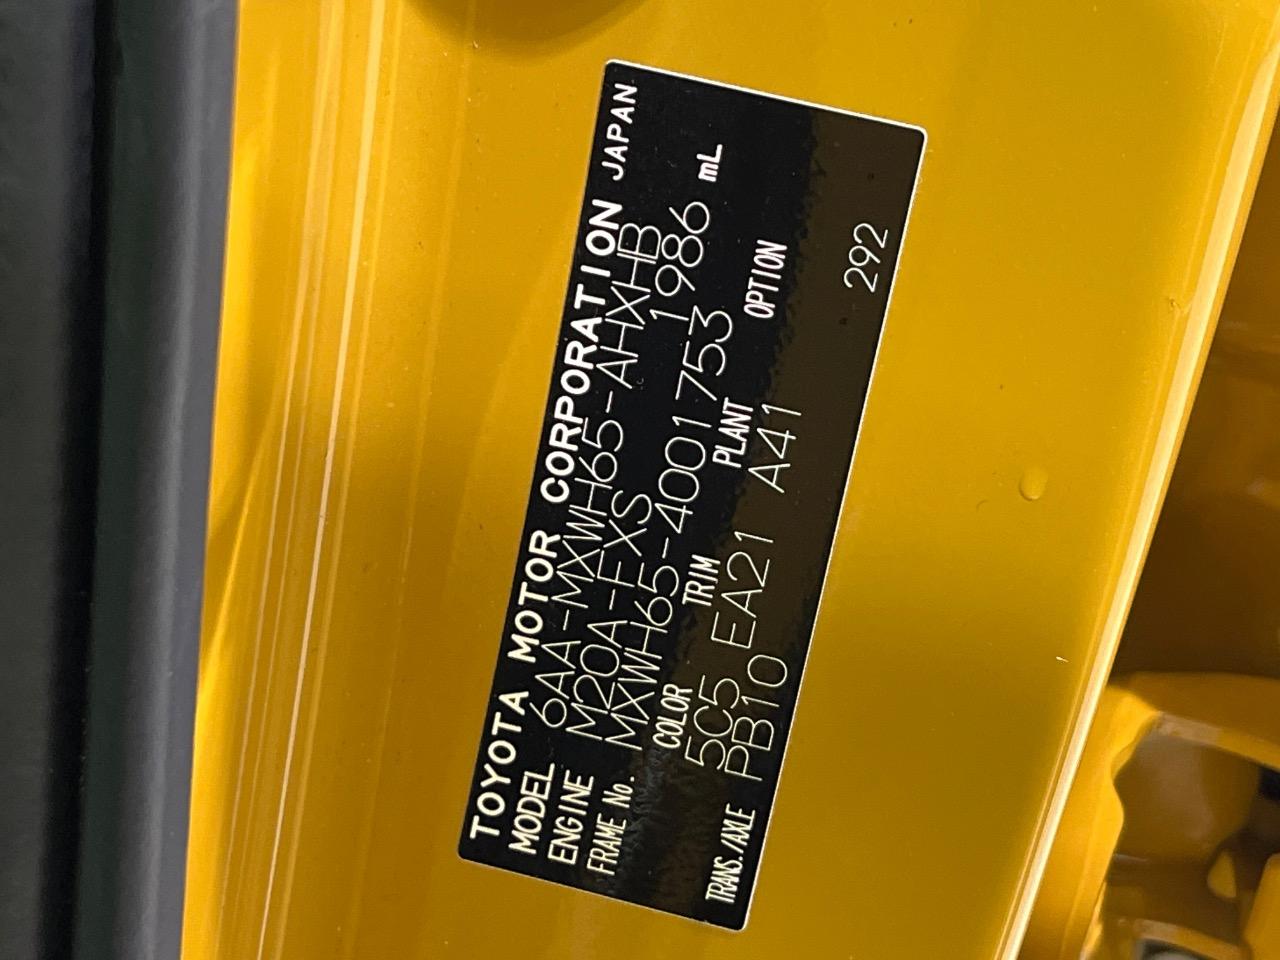 TOYOTA MOTOR CORPORATION JAPAN
MODEL 6AA-MXWH65-AHXHB
ENGINE M20A-FXS 1986 mL
FRAME No. MXWH65-4001753
COLOR TRIM PLANT OPTION
5C5 EA21 A41
TRANS./AXLE PB10
292